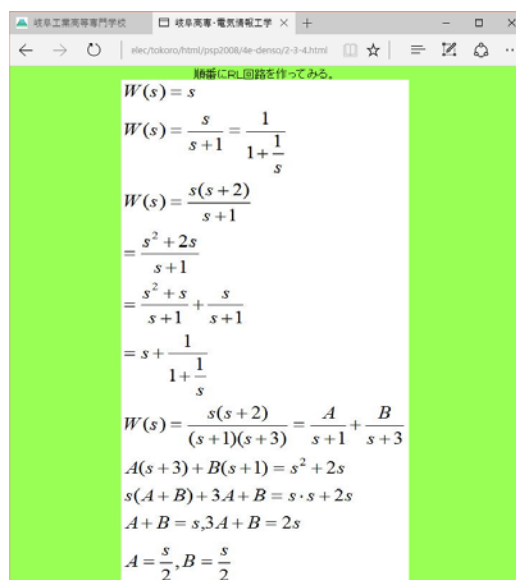 岐阜工業高等専門学校
岐阜高専・電気情報工学
elec/tokoro/html/psp2008/4e-denso/2-3-4.html
順番にRL回路を作ってみる。
W(s) = s
W(s) = s/(s+1) = 1/(1+1/s)
W(s) = s(s+2)/(s+1)
= (s²+2s)/(s+1)
= (s²+s)/(s+1) + s/(s+1)
= s + 1/(1+1/s)
W(s) = s(s+2)/((s+1)(s+3)) = A/(s+1) + B/(s+3)
A(s+3)+B(s+1) = s²+2s
s(A+B)+3A+B = s·s+2s
A+B = s,3A+B = 2s
A = s/2, B = s/2